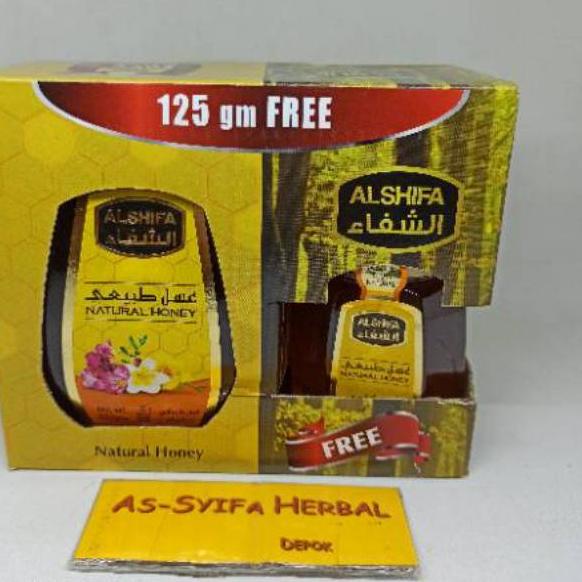 125 gm FREE
ALSHIFA
الشفاء
ALSHIFA
الشفاء
عسل طبيعي
NATURAL HONEY
ALSHIFA
الشفاء
عسل طبيعي
NATURAL HONEY
Natural Honey
FREE
AS-SYIFA HERBAL
DEPOK